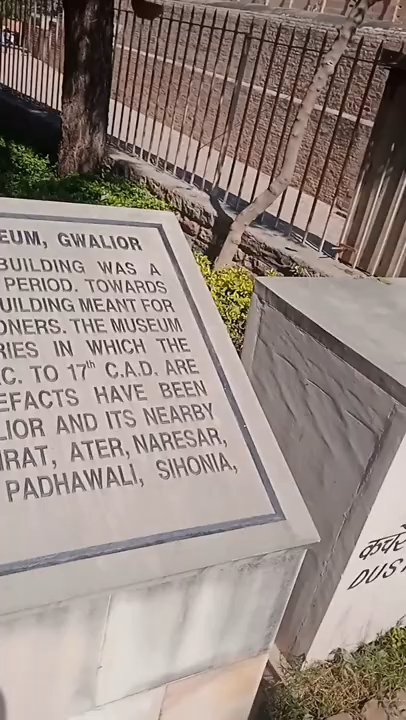 EUM, GWALIOR
BUILDING WAS A
PERIOD. TOWARDS
UILDING MEANT FOR
ONERS. THE MUSEUM
RIES IN WHICH THE
.C. TO 17th C.A.D. ARE
EFACTS HAVE BEEN
LIOR AND ITS NEARBY
IRAT, ATER, NARESAR,
PADHAWALI, SIHONIA,
DUS